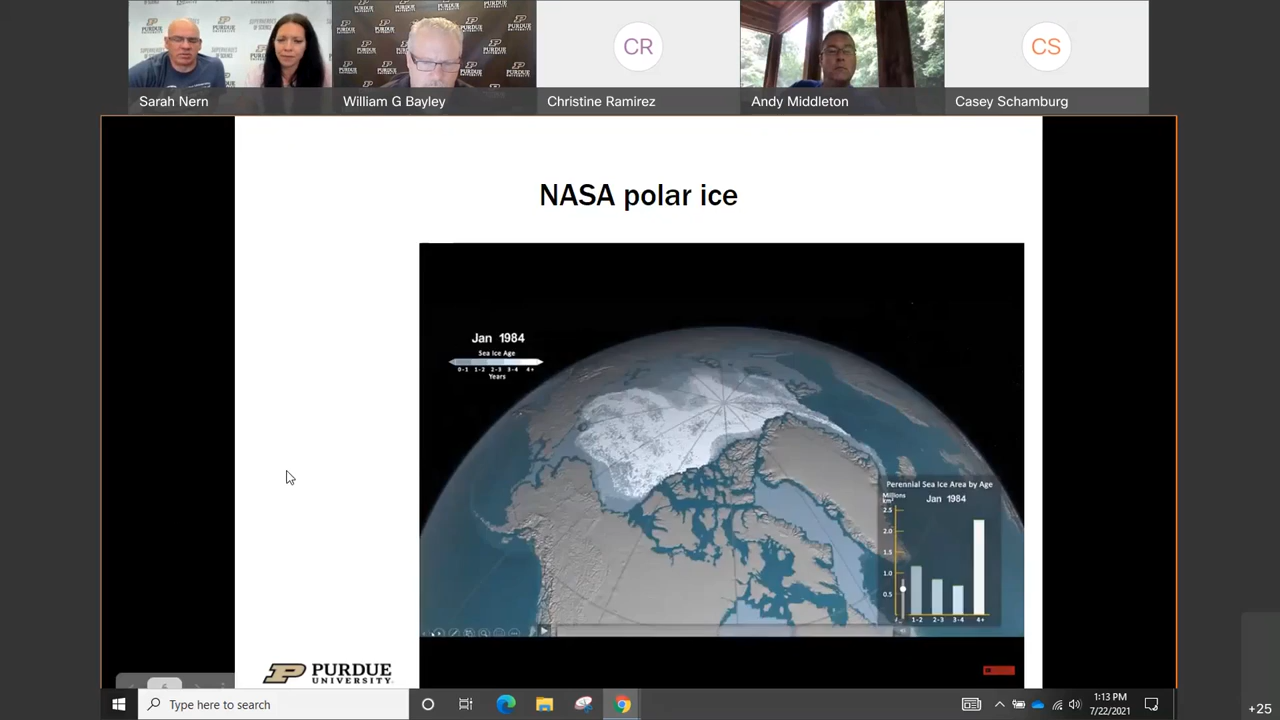 Sarah Nern
William G Bayley
CR
Christine Ramirez
Andy Middleton
CS
Casey Schamburg
NASA polar ice
Jan 1984
Sea Ice Age
0-1 1-2 2-3 3-4 4+
Years
Perennial Sea Ice Area by Age
Millions
km²
Jan 1984
2.5
2.0
1.5
1.0
0.5
1-2 2-3 3-4 4+
PURDUE
UNIVERSITY
6
Type here to search
1:13 PM
7/22/2021
+25